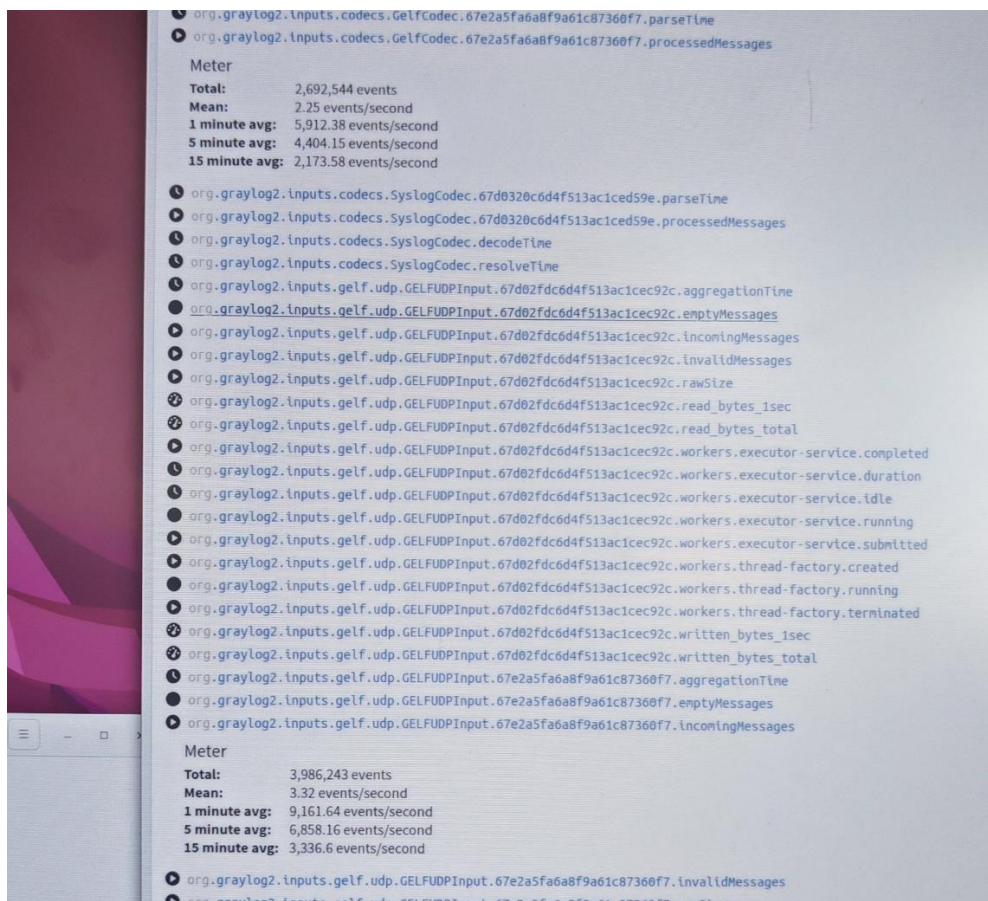 org.graylog2.inputs.codecs.GelfCodec.67e2a5fa6a8f9a61c87360f7.parseTime
org.graylog2.inputs.codecs.GelfCodec.67e2a5fa6a8f9a61c87360f7.processedMessages
Meter
Total: 2,692,544 events
Mean: 2.25 events/second
1 minute avg: 5,912.38 events/second
5 minute avg: 4,404.15 events/second
15 minute avg: 2,173.58 events/second
org.graylog2.inputs.codecs.SyslogCodec.67d0320c6d4f513ac1ced59e.parseTime
org.graylog2.inputs.codecs.SyslogCodec.67d0320c6d4f513ac1ced59e.processedMessages
org.graylog2.inputs.codecs.SyslogCodec.decodeTime
org.graylog2.inputs.codecs.SyslogCodec.resolveTime
org.graylog2.inputs.gelf.udp.GELFUDPInput.67d02fdc6d4f513ac1cec92c.aggregationTime
org.graylog2.inputs.gelf.udp.GELFUDPInput.67d02fdc6d4f513ac1cec92c.emptyMessages
org.graylog2.inputs.gelf.udp.GELFUDPInput.67d02fdc6d4f513ac1cec92c.incomingMessages
org.graylog2.inputs.gelf.udp.GELFUDPInput.67d02fdc6d4f513ac1cec92c.invalidMessages
org.graylog2.inputs.gelf.udp.GELFUDPInput.67d02fdc6d4f513ac1cec92c.rawSize
org.graylog2.inputs.gelf.udp.GELFUDPInput.67d02fdc6d4f513ac1cec92c.read_bytes_1sec
org.graylog2.inputs.gelf.udp.GELFUDPInput.67d02fdc6d4f513ac1cec92c.read_bytes_total
org.graylog2.inputs.gelf.udp.GELFUDPInput.67d02fdc6d4f513ac1cec92c.workers.executor-service.completed
org.graylog2.inputs.gelf.udp.GELFUDPInput.67d02fdc6d4f513ac1cec92c.workers.executor-service.duration
org.graylog2.inputs.gelf.udp.GELFUDPInput.67d02fdc6d4f513ac1cec92c.workers.executor-service.idle
org.graylog2.inputs.gelf.udp.GELFUDPInput.67d02fdc6d4f513ac1cec92c.workers.executor-service.running
org.graylog2.inputs.gelf.udp.GELFUDPInput.67d02fdc6d4f513ac1cec92c.workers.executor-service.submitted
org.graylog2.inputs.gelf.udp.GELFUDPInput.67d02fdc6d4f513ac1cec92c.workers.thread-factory.created
org.graylog2.inputs.gelf.udp.GELFUDPInput.67d02fdc6d4f513ac1cec92c.workers.thread-factory.running
org.graylog2.inputs.gelf.udp.GELFUDPInput.67d02fdc6d4f513ac1cec92c.workers.thread-factory.terminated
org.graylog2.inputs.gelf.udp.GELFUDPInput.67d02fdc6d4f513ac1cec92c.written_bytes_1sec
org.graylog2.inputs.gelf.udp.GELFUDPInput.67d02fdc6d4f513ac1cec92c.written_bytes_total
org.graylog2.inputs.gelf.udp.GELFUDPInput.67e2a5fa6a8f9a61c87360f7.aggregationTime
org.graylog2.inputs.gelf.udp.GELFUDPInput.67e2a5fa6a8f9a61c87360f7.emptyMessages
org.graylog2.inputs.gelf.udp.GELFUDPInput.67e2a5fa6a8f9a61c87360f7.incomingMessages
Meter
Total: 3,986,243 events
Mean: 3.32 events/second
1 minute avg: 9,161.64 events/second
5 minute avg: 6,858.16 events/second
15 minute avg: 3,336.6 events/second
org.graylog2.inputs.gelf.udp.GELFUDPInput.67e2a5fa6a8f9a61c87360f7.invalidMessages